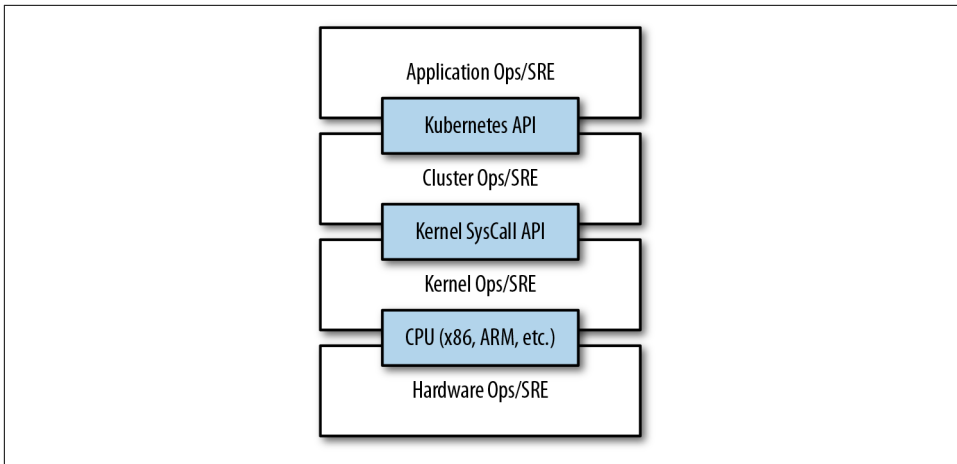 Application Ops/SRE
Kubernetes API
Cluster Ops/SRE
Kernel SysCall API
Kernel Ops/SRE
CPU (x86, ARM, etc.)
Hardware Ops/SRE